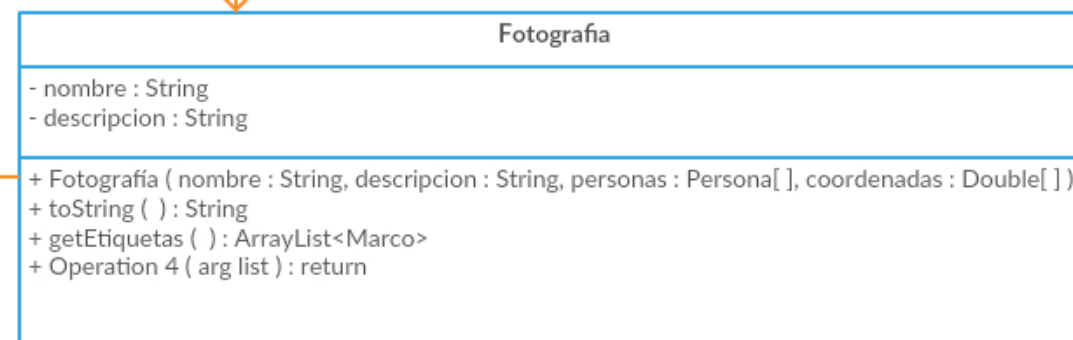 Fotografia
- nombre : String
- descripcion : String
+ Fotografía ( nombre : String, descripcion : String, personas : Persona[ ], coordenadas : Double[ ] )
+ toString ( ) : String
+ getEtiquetas ( ) : ArrayList<Marco>
+ Operation 4 ( arg list ) : return